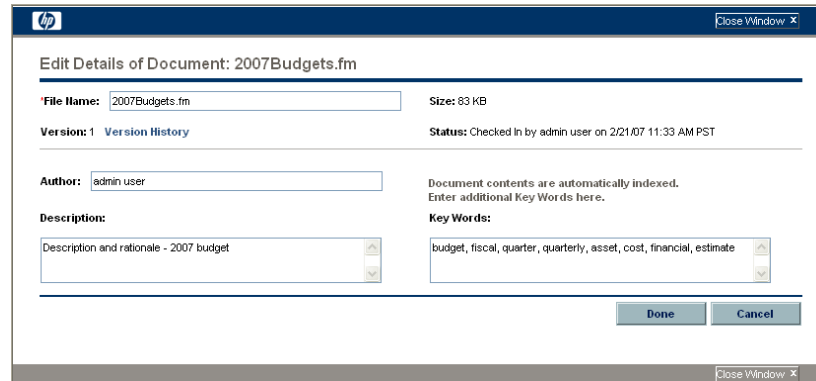 hp
Close Window x
Edit Details of Document: 2007Budgets.fm
*File Name: 2007Budgets.fm
Size: 83 KB
Version: 1 Version History
Status: Checked In by admin user on 2/21/07 11:33 AM PST
Author: admin user
Document contents are automatically indexed.
Enter additional Key Words here.
Description:
Key Words:
Description and rationale - 2007 budget
budget, fiscal, quarter, quarterly, asset, cost, financial, estimate
Done
Cancel
Close Window x